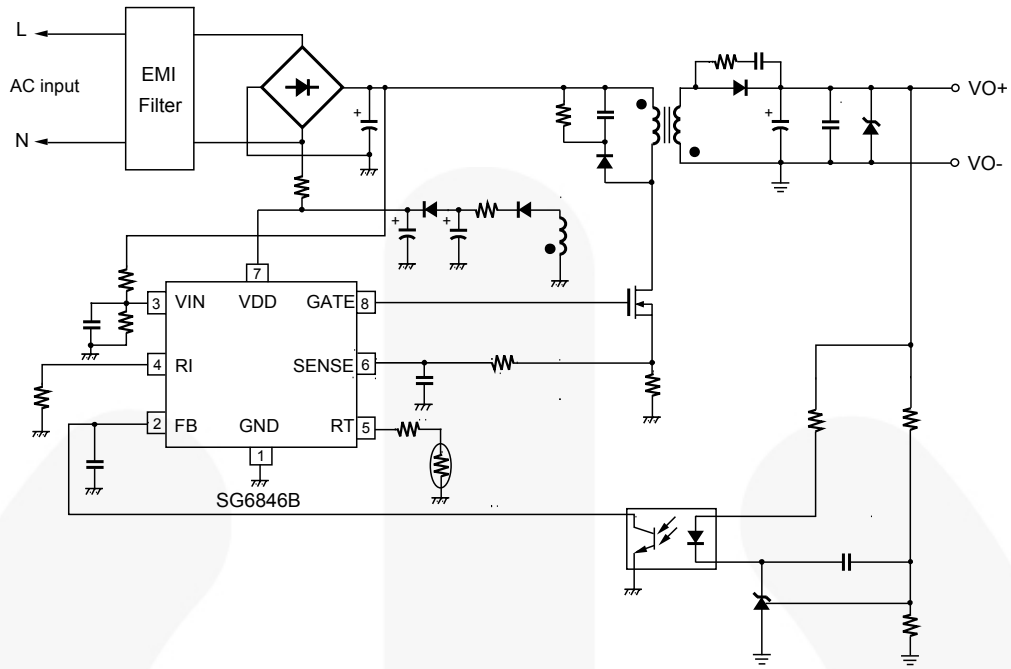 L
AC input
N
EMI
Filter
+
+
VO+
VO-
+
+
7
3
VIN
VDD
GATE
8
4
RI
SENSE
6
2
FB
GND
RT
5
1
SG6846B